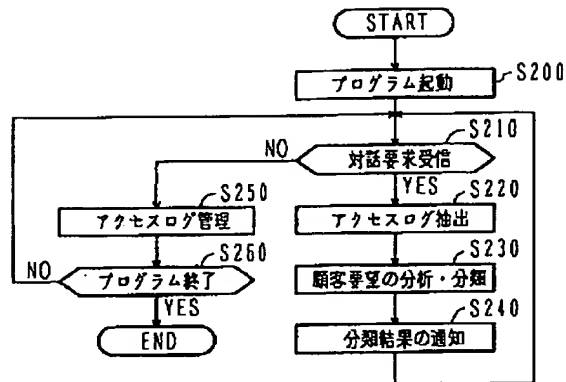 START
プログラム起動
S200
S210
対話要求受信
NO
YES
S220
アクセスログ抽出
S250
アクセスログ管理
S230
顧客要望の分析・分類
S260
プログラム終了
NO
YES
S240
分類結果の通知
END